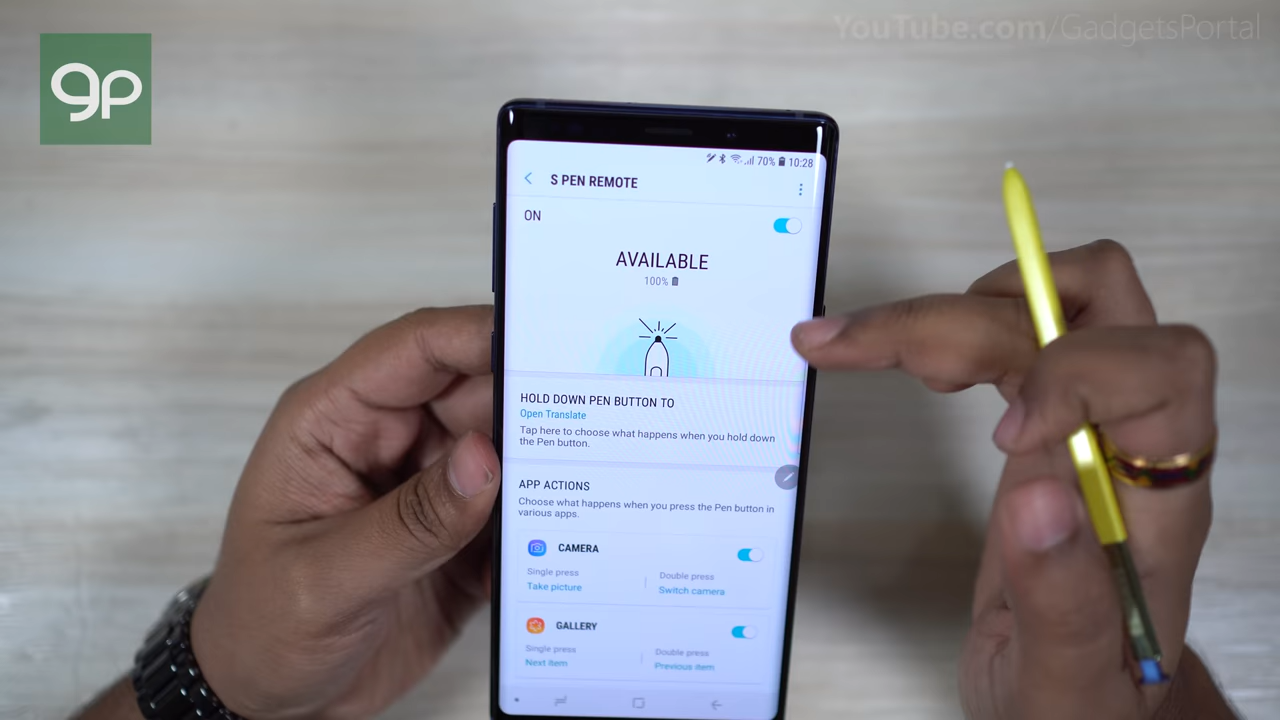 YouTube.com/GadgetsPortal
gp
70% 10:28
S PEN REMOTE
ON
AVAILABLE
100%
HOLD DOWN PEN BUTTON TO
Open Translate
Tap here to choose what happens when you hold down
the Pen button.
APP ACTIONS
Choose what happens when you press the Pen button in
various apps.
CAMERA
Single press Double press
Take picture Switch camera
GALLERY
Single press Double press
Next item Previous item